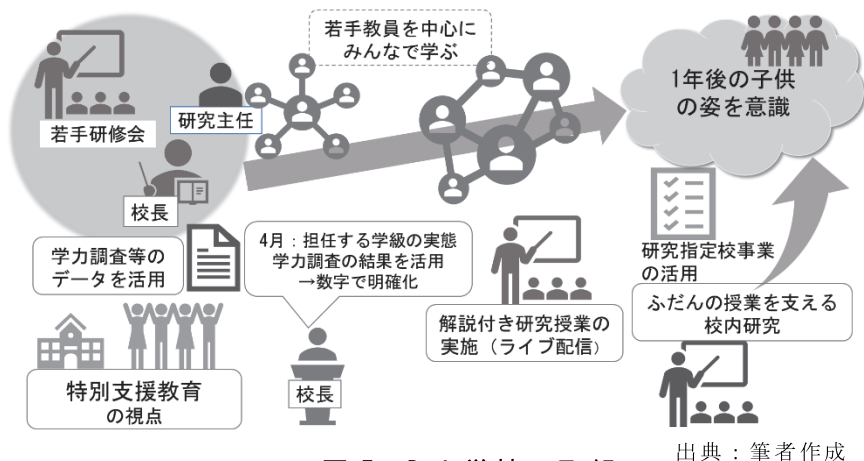 若手教員を中心に
みんなで学ぶ
1年後の子供
の姿を意識
若手研修会
研究主任
校長
学力調査等の
データを活用
4月：担任する学級の実態
学力調査の結果を活用
→数字で明確化
校長
特別支援教育
の視点
解説付き研究授業の
実施（ライブ配信）
研究指定校事業
の活用
ふだんの授業を支える
校内研究
出典：筆者作成